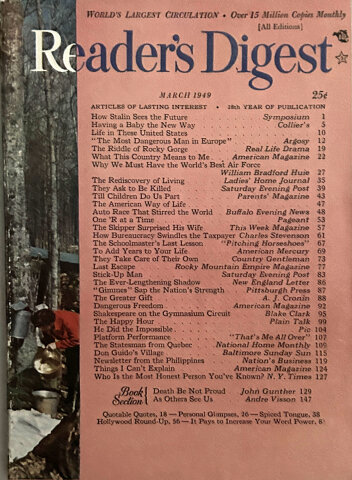 WORLD'S LARGEST CIRCULATION • Over 15 Million Copies Monthly
[All Editions]
Reader's Digest
MARCH 1949 25¢
ARTICLES OF LASTING INTEREST • 28th YEAR OF PUBLICATION
How Stalin Sees the Future Symposium 1
Having a Baby the New Way Collier's 5
Life in These United States 10
"The Most Dangerous Man in Europe" Argosy 12
The Riddle of Rocky Gorge Real Life Drama 19
What This Country Means to Me American Magazine 22
Why We Must Have the World's Best Air Force
William Bradford Huie 27
The Rediscovery of Living Ladies' Home Journal 35
They Ask to Be Killed Saturday Evening Post 39
Till Children Do Us Part Parents' Magazine 43
The American Way of Life 47
Auto Race That Stirred the World Buffalo Evening News 48
One 'R at a Time Pageant 53
The Skipper Surprised His Wife This Week Magazine 57
How Bureaucracy Swindles the Taxpayer Charles Stevenson 61
The Schoolmaster's Last Lesson "Pitching Horseshoes" 67
To Add Years to Your Life American Mercury 69
They Take Care of Their Own Country Gentleman 73
Last Escape Rocky Mountain Empire Magazine 77
Stick-Up Man Saturday Evening Post 83
The Ever-Lengthening Shadow New England Letter 86
"Gimmes" Sap the Nation's Strength Pittsburgh Press 87
The Greater Gift A. J. Cronin 88
Dangerous Freedom American Magazine 92
Shakespeare on the Gymnasium Circuit Blake Clark 95
The Happy Hour Plain Talk 99
He Did the Impossible Pic 104
Platform Performance "That's Me All Over" 107
The Statesman from Quebec National Home Monthly 109
Don Guido's Village Baltimore Sunday Sun 115
Newsletter from the Philippines Nation's Business 119
Things I Can't Explain American Magazine 124
Who Is the Most Honest Person You've Known? N. Y. Times 127
Book Section
Death Be Not Proud John Gunther 129
As Others See Us Andre Visson 147
Quotable Quotes, 18 — Personal Glimpses, 26 — Spiced Tongue, 38
Hollywood Round-Up, 56 — It Pays to Increase Your Word Power,